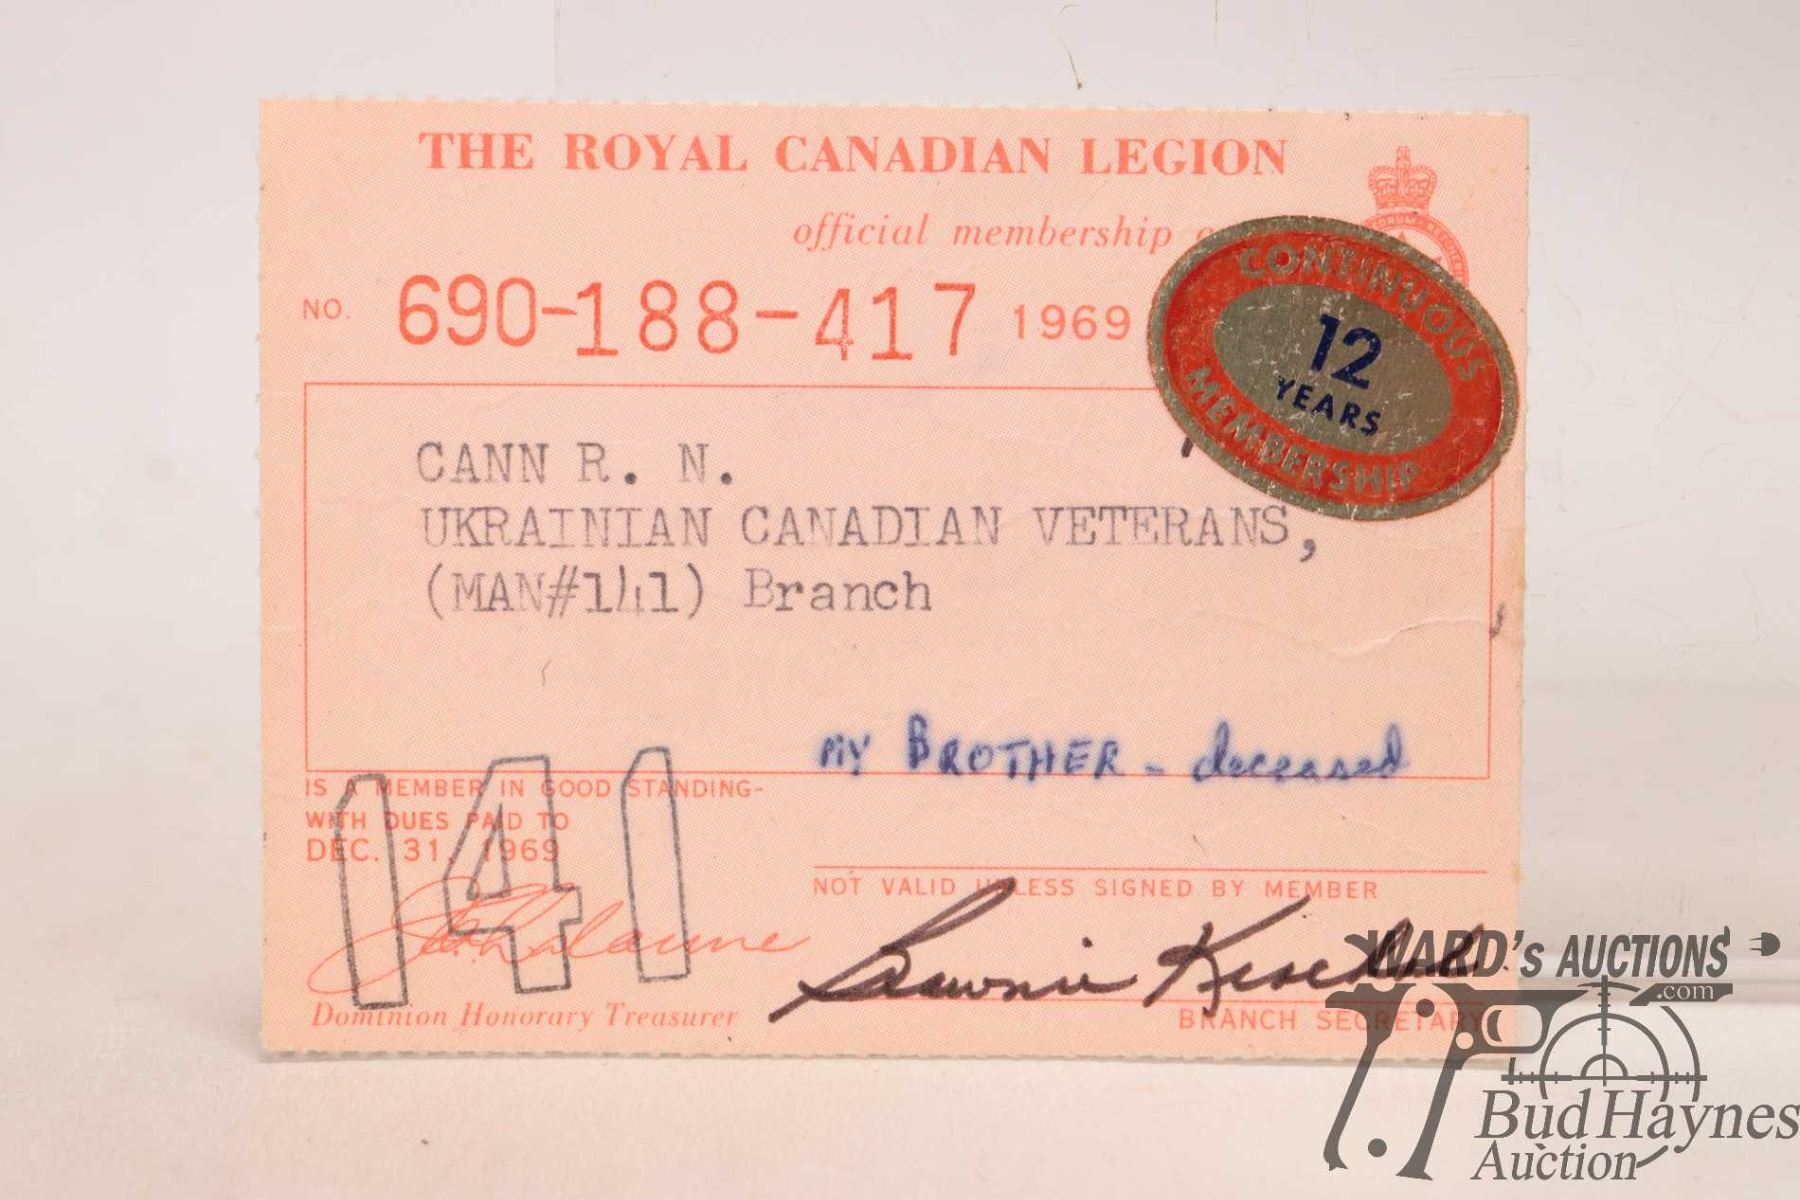 THE ROYAL CANADIAN LEGION
official membership
NO. 690-188-417 1969
CONTINUOUS
12
YEARS
MEMBERSHIP
CANN R. N.
UKRAINIAN CANADIAN VETERANS,
(MAN#141) Branch
MY BROTHER - deceased
IS A MEMBER IN GOOD STANDING-
WITH DUES PAID TO
DEC. 31, 1969
141
NOT VALID UNLESS SIGNED BY MEMBER
Dominion Honorary Treasurer
BRANCH SECRETARY
WARD's AUCTIONS
.com
Bud Haynes
Auction